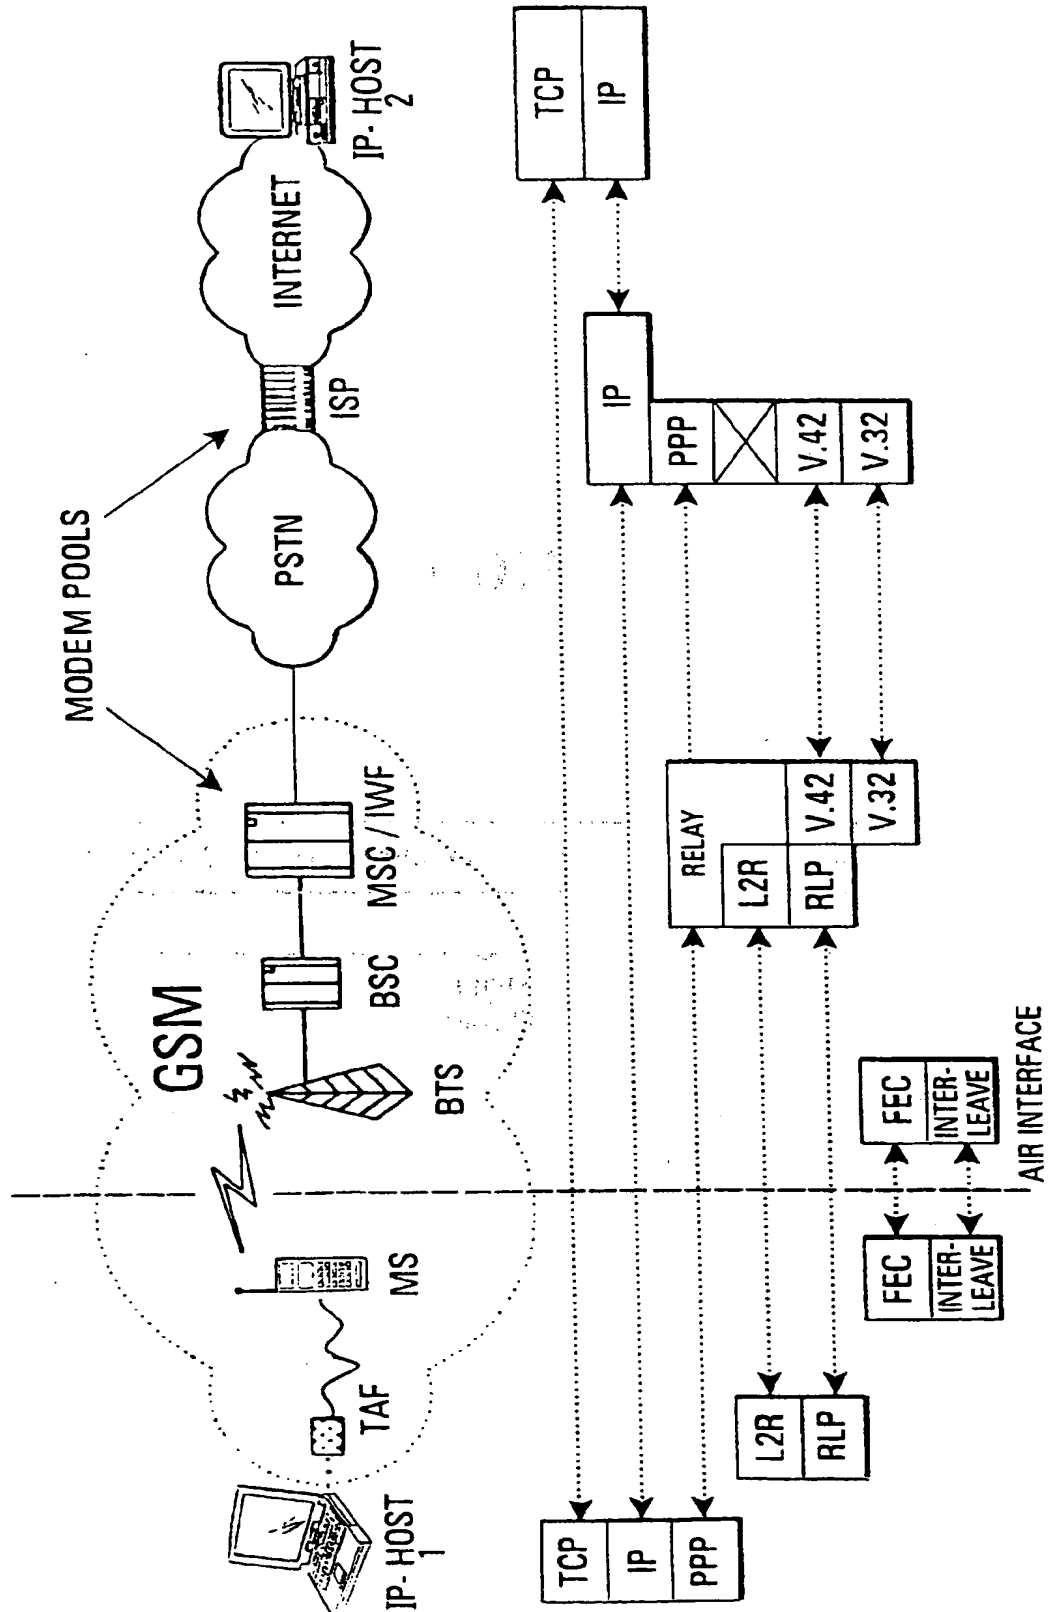 MODEM POOLS
GSM
IP- HOST
1
TAF
MS
BTS
BSC
MSC / IWF
PSTN
ISP
INTERNET
IP- HOST
2
TCP
IP
PPP
L2R
RLP
FEC
INTER-
LEAVE
FEC
INTER-
LEAVE
AIR INTERFACE
RELAY
L2R
RLP
V.42
V.32
IP
PPP
V.42
V.32
TCP
IP